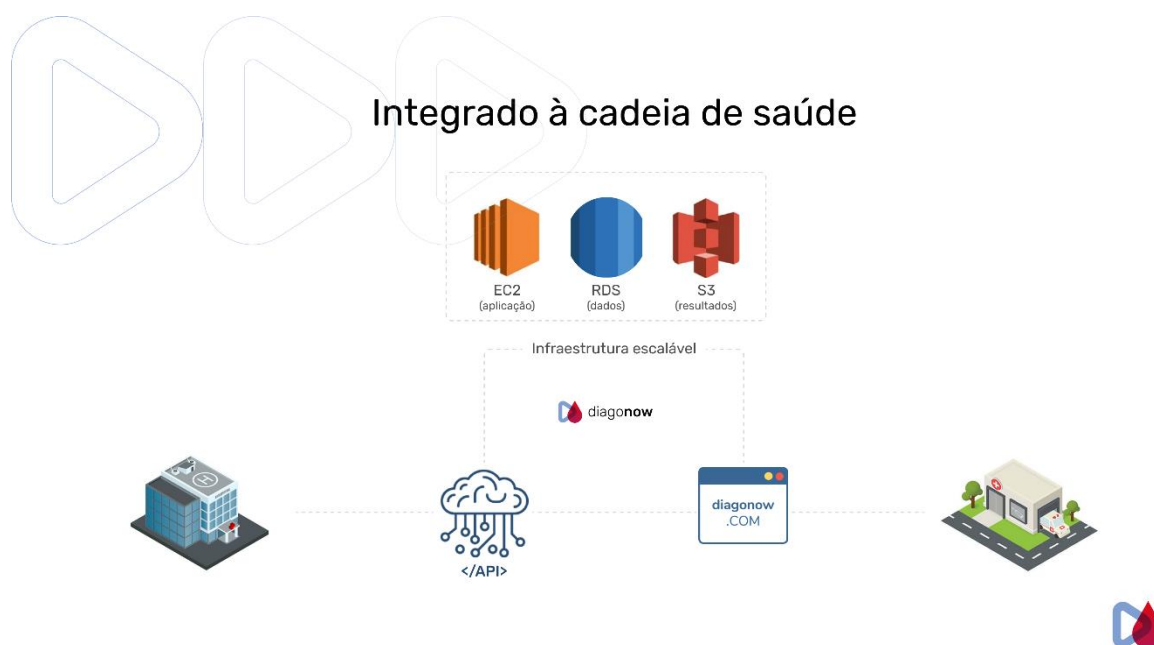 Integrado à cadeia de saúde
EC2
(aplicação)
RDS
(dados)
S3
(resultados)
Infraestrutura escalável
diagonow
</API>
diagonow
.COM